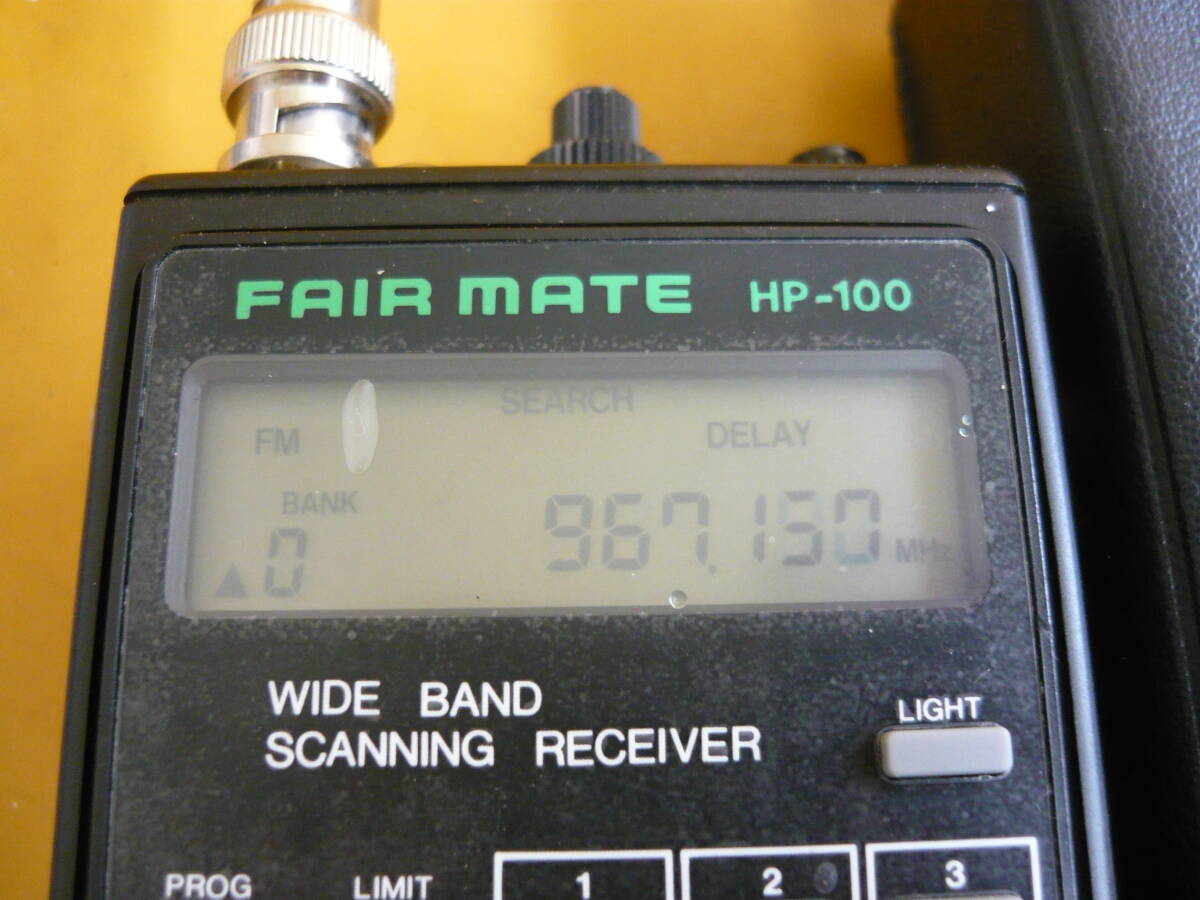 FAIR MATE HP-100
SEARCH
FM DELAY
BANK
▲0 967.150 MHz
WIDE BAND
SCANNING RECEIVER
LIGHT
PROG LIMIT 1 2 3